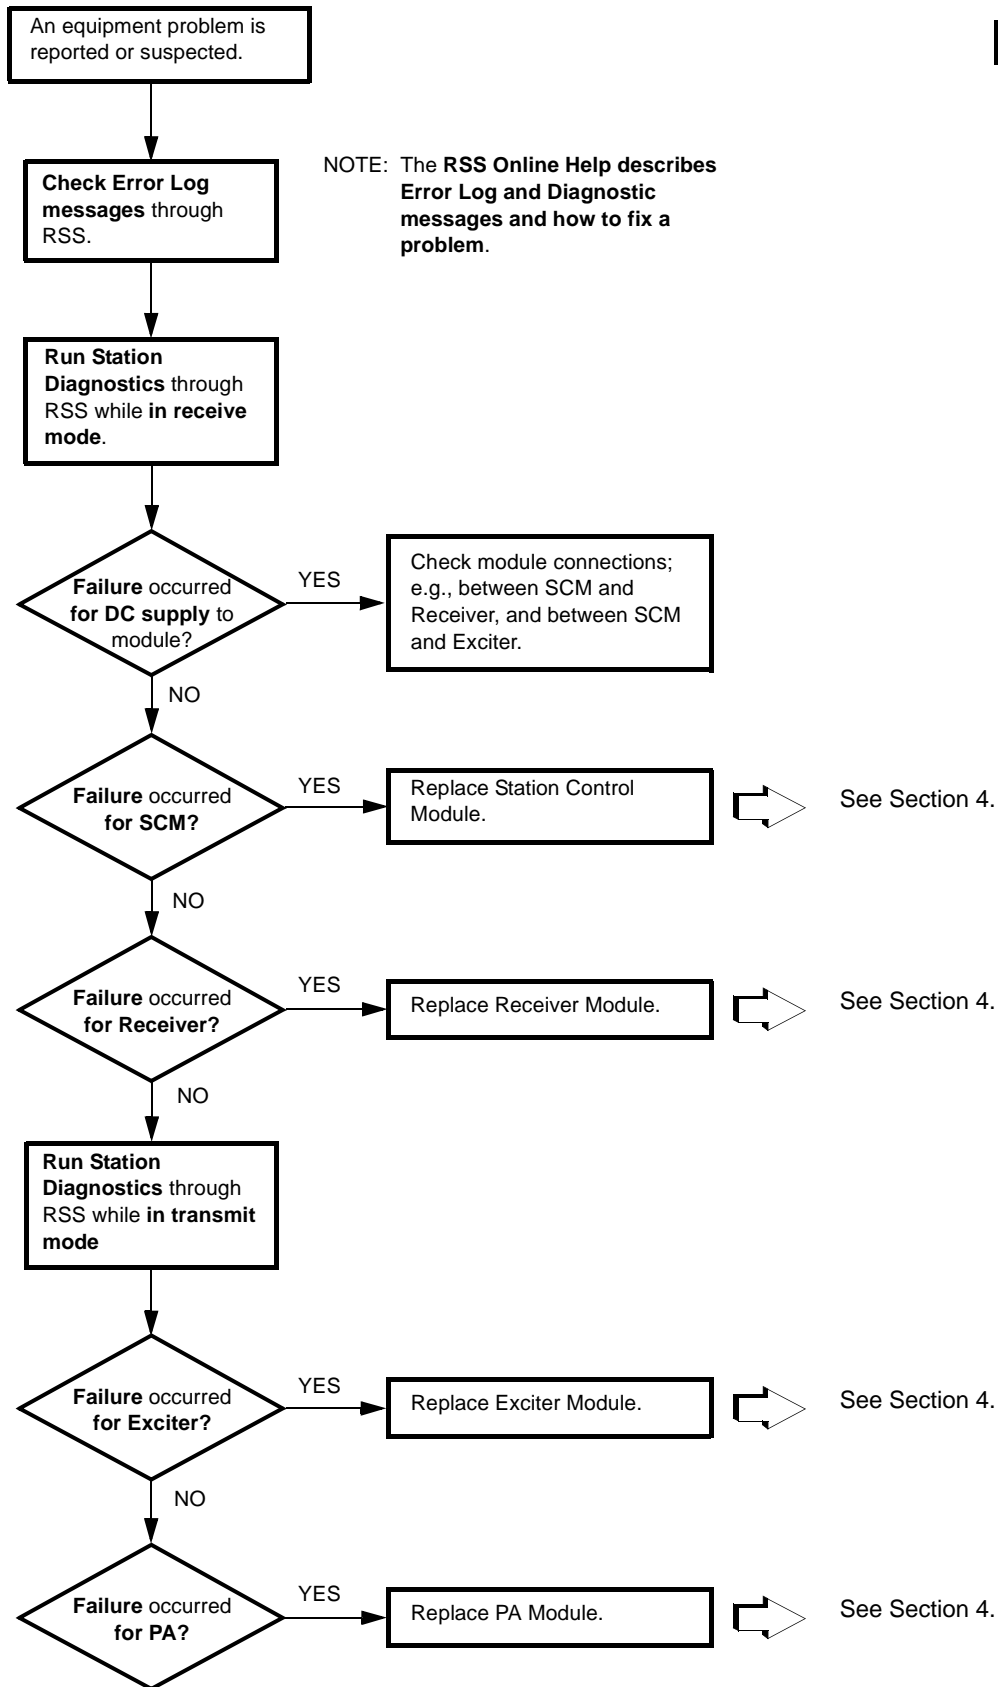 An equipment problem is
reported or suspected.
Check Error Log
messages through
RSS.
NOTE: The RSS Online Help describes
Error Log and Diagnostic
messages and how to fix a
problem.
Run Station
Diagnostics through
RSS while in receive
mode.
Failure occurred
for DC supply to
module?
YES
Check module connections;
e.g., between SCM and
Receiver, and between SCM
and Exciter.
NO
Failure occurred
for SCM?
YES
Replace Station Control
Module.
See Section 4.
NO
Failure occurred
for Receiver?
YES
Replace Receiver Module.
See Section 4.
NO
Run Station
Diagnostics through
RSS while in transmit
mode
Failure occurred
for Exciter?
YES
Replace Exciter Module.
See Section 4.
NO
Failure occurred
for PA?
YES
Replace PA Module.
See Section 4.